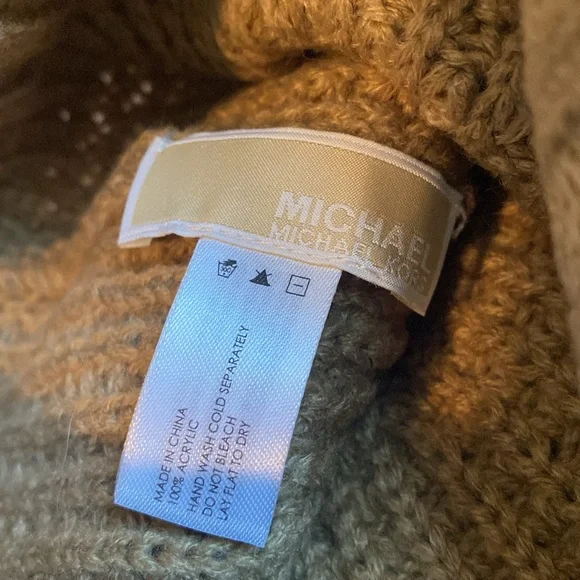 MICHAEL
MICHAEL KORS
MADE IN CHINA
100% ACRYLIC
HAND WASH COLD SEPARATELY
DO NOT BLEACH
LAY FLAT TO DRY